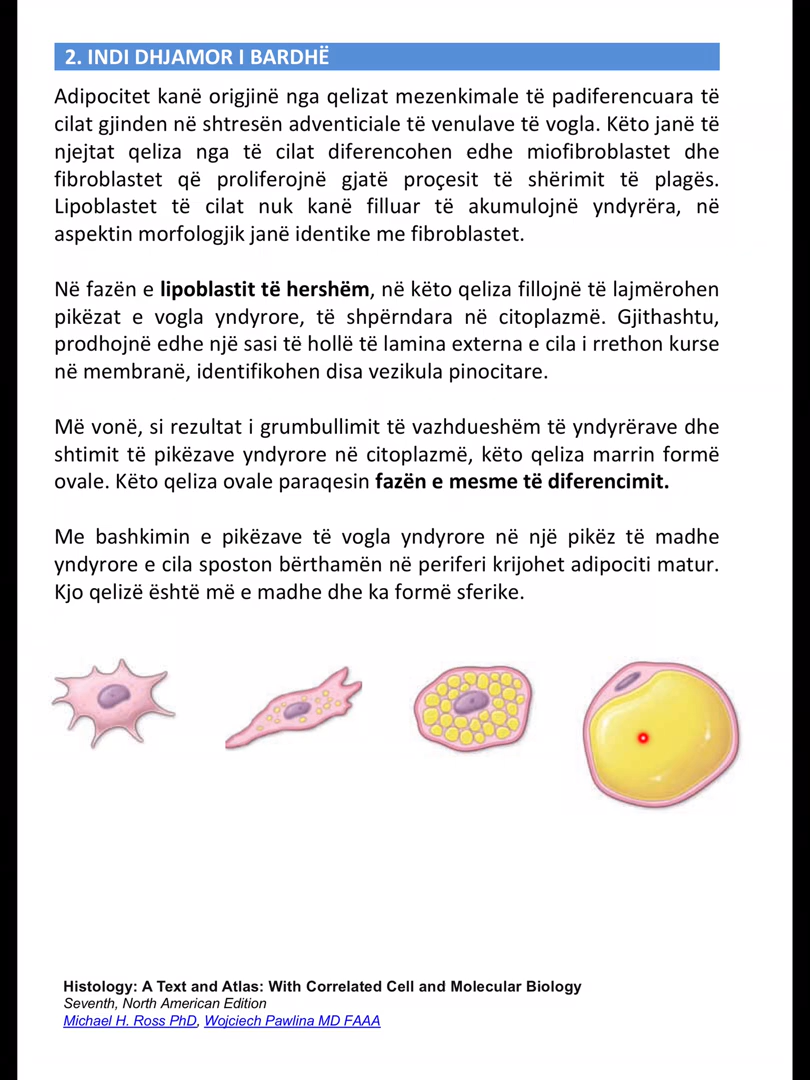 2. INDI DHJAMOR I BARDHË
Adipocitet kanë origjinë nga qelizat mezenkimale të padiferencuara të
cilat gjinden në shtresën adventiciale të venulave të vogla. Këto janë të
njejtat qeliza nga të cilat diferencohen edhe miofibroblastet dhe
fibroblastet që proliferojnë gjatë proçesit të shërimit të plagës.
Lipoblastet të cilat nuk kanë filluar të akumulojnë yndyrëra, në
aspektin morfologjik janë identike me fibroblastet.
Në fazën e lipoblastit të hershëm, në këto qeliza fillojnë të lajmërohen
pikëzat e vogla yndyrore, të shpërndara në citoplazmë. Gjithashtu,
prodhojnë edhe një sasi të hollë të lamina externa e cila i rrethon kurse
në membranë, identifikohen disa vezikula pinocitare.
Më vonë, si rezultat i grumbullimit të vazhdueshëm të yndyrërave dhe
shtimit të pikëzave yndyrore në citoplazmë, këto qeliza marrin formë
ovale. Këto qeliza ovale paraqesin fazën e mesme të diferencimit.
Me bashkimin e pikëzave të vogla yndyrore në një pikëz të madhe
yndyrore e cila sposton bërthamën në periferi krijohet adipociti matur.
Kjo qelizë është më e madhe dhe ka formë sferike.
Histology: A Text and Atlas: With Correlated Cell and Molecular Biology
Seventh, North American Edition
Michael H. Ross PhD, Wojciech Pawlina MD FAAA